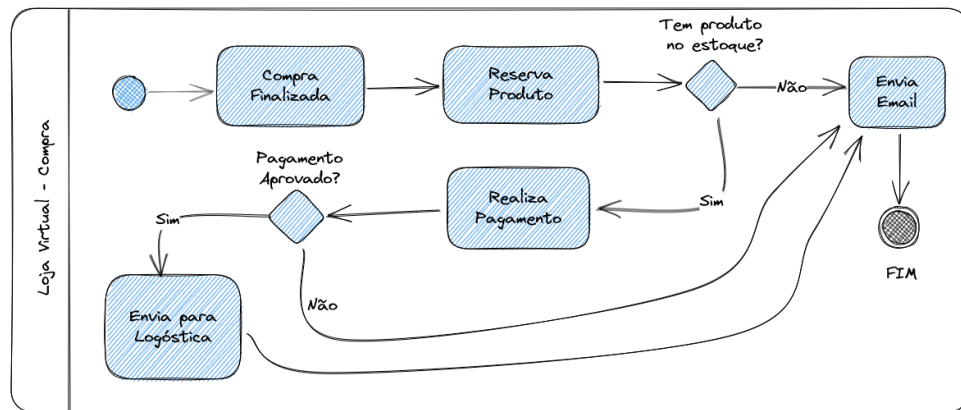 Loja Virtual - Compra
Compra
Finalizada
Reserva
Produto
Tem produto
no estoque?
Não
Envia
Email
Sim
Realiza
Pagamento
Pagamento
Aprovado?
Sim
Não
Envia para
Logóstica
FIM